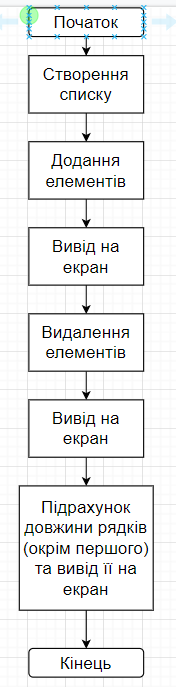 Початок
Створення
списку
Додання
елементів
Вивід на
екран
Видалення
елементів
Вивід на
екран
Підрахунок
довжини рядків
(окрім першого)
та вивід її на
екран
Кінець